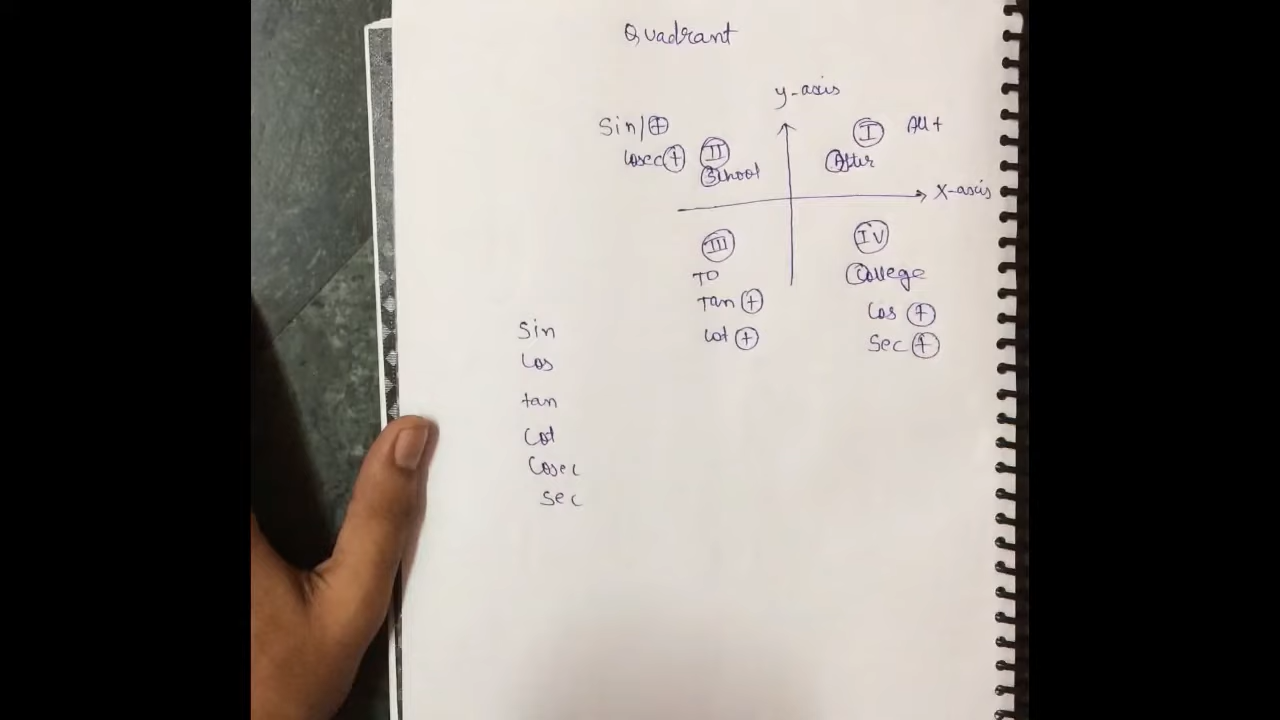 Quadrant
y-axis
Sin/+
Cosec +
II
School
I
All +
After
X-axis
III
TO
Tan +
Cot +
IV
College
Cos +
Sec +
Sin
Cos
tan
Cot
Cosec
Sec